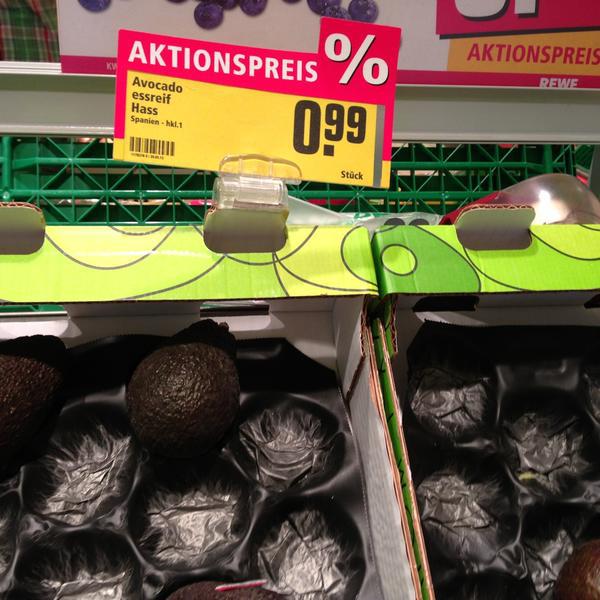 AKTIONSPREIS %
Avocado
essreif
Hass
Spanien - hkl.1
0.99
Stück
AKTIONSPREIS
REWE